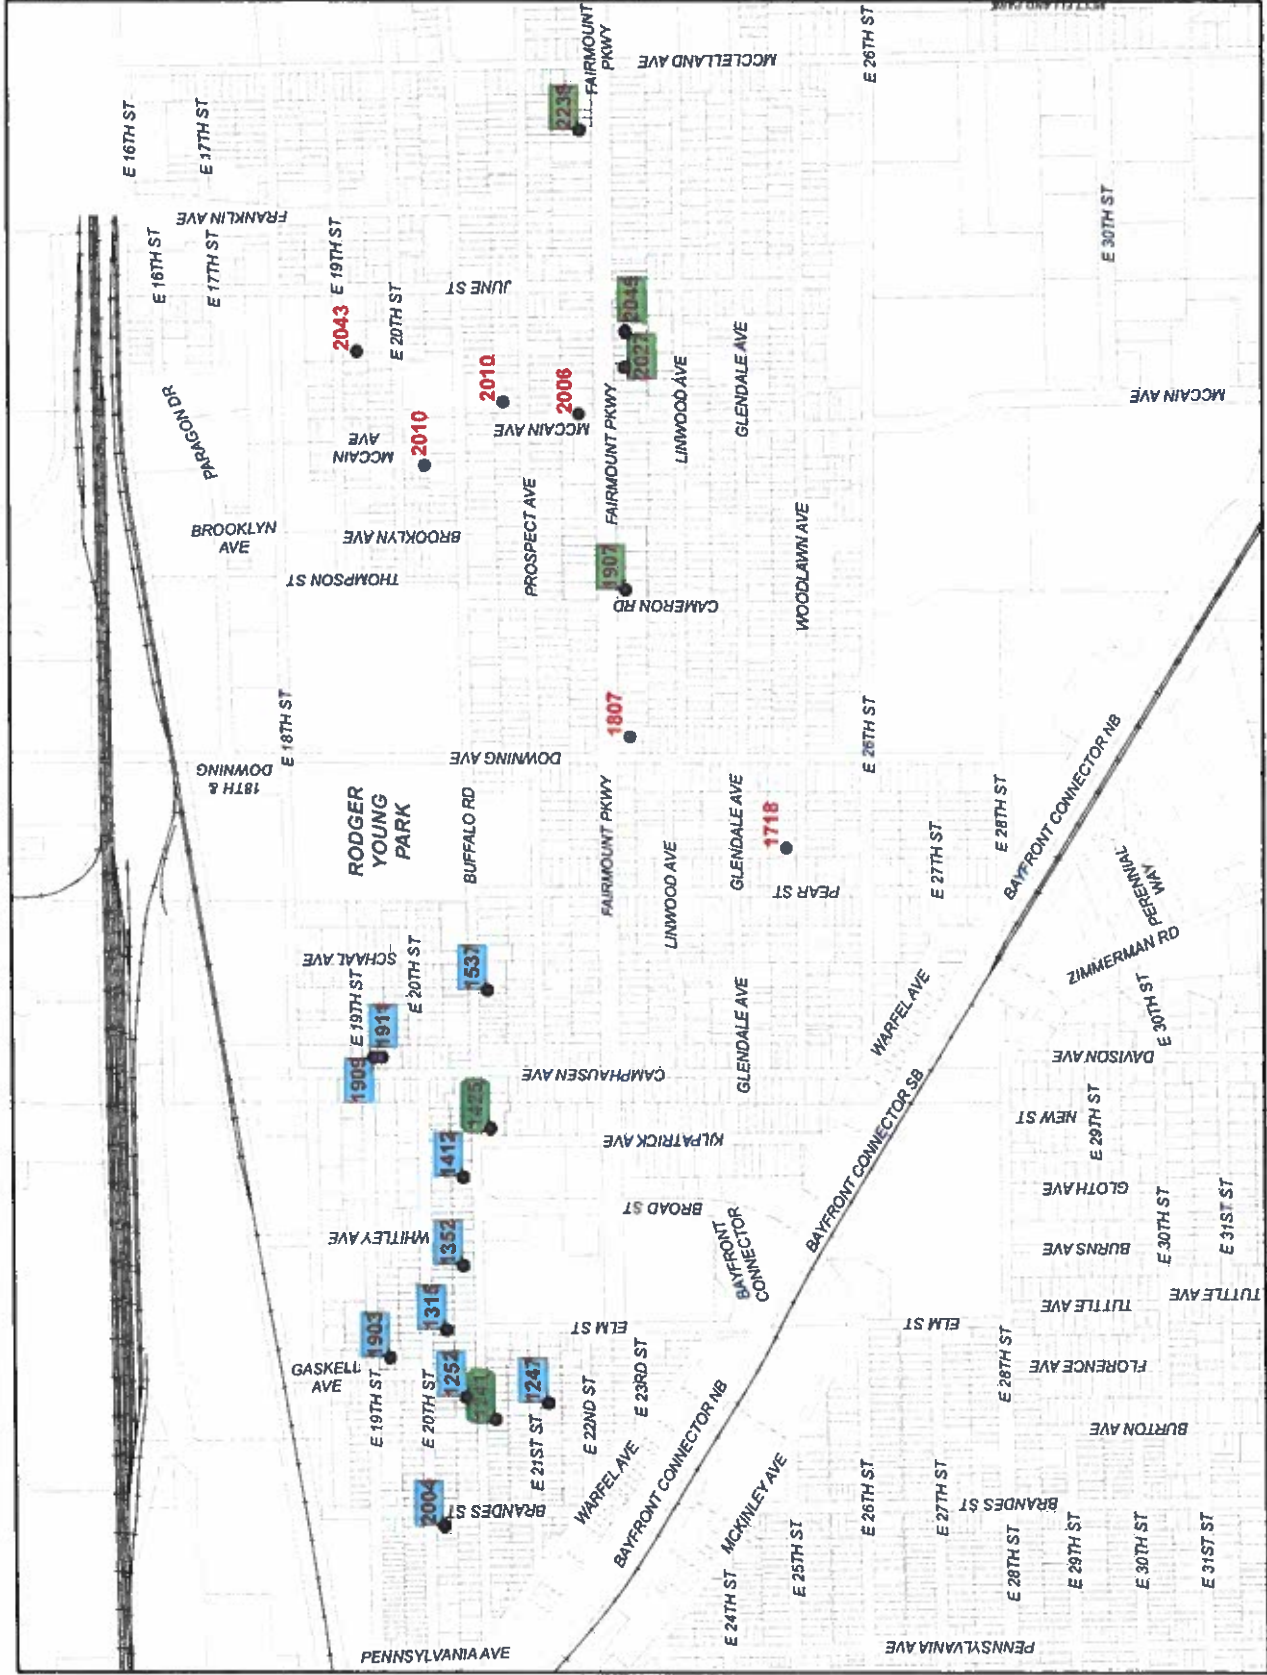 MCCLELLAND AVE
FAIRMOUNT
PKWY
E 26TH ST
E 16TH ST
E 17TH ST
2238
FRANKLIN AVE
E 16TH ST
E 17TH ST
E 19TH ST
E 30TH ST
JUNE ST
2043
E 20TH ST
2044
2027
2010
2006
MCCAIN AVE
FAIRMOUNT PKWY
LINWOOD AVE
GLENDALE AVE
MCCAIN AVE
PARAGON DR
MCCAIN
AVE
2010
BROOKLYN
AVE
BROOKLYN AVE
PROSPECT AVE
THOMPSON ST
1907
CAMERON RD
WOODLAWN AVE
E 18TH ST
1807
E 26TH ST
18TH &
DOWNING
DOWNING AVE
RODGER
YOUNG
PARK
BUFFALO RD
FAIRMOUNT PKWY
GLENDALE AVE
1718
E 28TH ST
BAYFRONT CONNECTOR NB
E 27TH ST
PEAR ST
LINWOOD AVE
PERENNIAL
WAY
ZIMMERMAN RD
SCHAAL AVE
E 20TH ST
1537
E 19TH ST
1911
1909
WARFEL AVE
E 30TH ST
DAVISON AVE
GLENDALE AVE
CAMPHAUSEN AVE
1425
NEW ST
E 29TH ST
1412
KILPATRICK AVE
BAYFRONT CONNECTOR SB
GLOTH AVE
BROAD ST
WHITLEY AVE
1352
BAYFRONT
CONNECTOR
BURNS AVE
E 30TH ST
E 31ST ST
TUTTLE AVE
TUTTLE AVE
1903
ELM ST
ELM ST
GASKELL
AVE
1252
1247
E 23RD ST
E 28TH ST
FLORENCE AVE
E 19TH ST
E 20TH ST
E 21ST ST
E 22ND ST
BURTON AVE
BAYFRONT CONNECTOR NB
WARFEL AVE
2004
BRANDES ST
MCKINLEY AVE
E 26TH ST
E 27TH ST
BRANDES ST
E 25TH ST
E 28TH ST
E 29TH ST
E 30TH ST
E 31ST ST
E 24TH ST
PENNSYLVANIA AVE
PENNSYLVANIA AVE